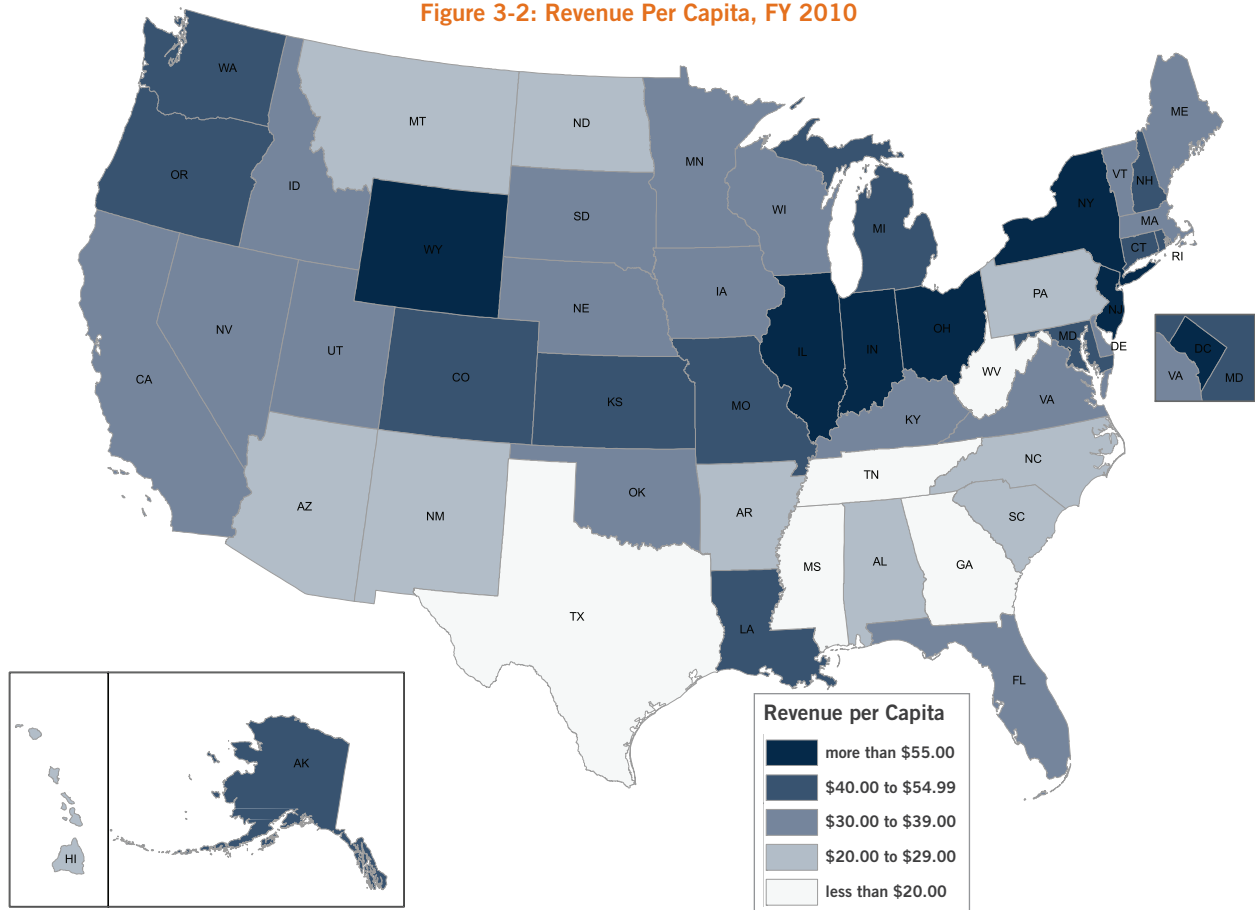 Figure 3-2: Revenue Per Capita, FY 2010
WA
MT
ND
MN
ME
VT
NH
OR
ID
SD
WI
MI
NY
MA
CT
RI
WY
NE
IA
PA
NJ
NV
UT
CO
KS
MO
IL
IN
OH
MD
DE
DC
VA
MD
CA
WV
VA
KY
AZ
NM
OK
AR
TN
NC
SC
MS
AL
GA
TX
LA
FL
AK
HI
Revenue per Capita
more than $55.00
$40.00 to $54.99
$30.00 to $39.00
$20.00 to $29.00
less than $20.00